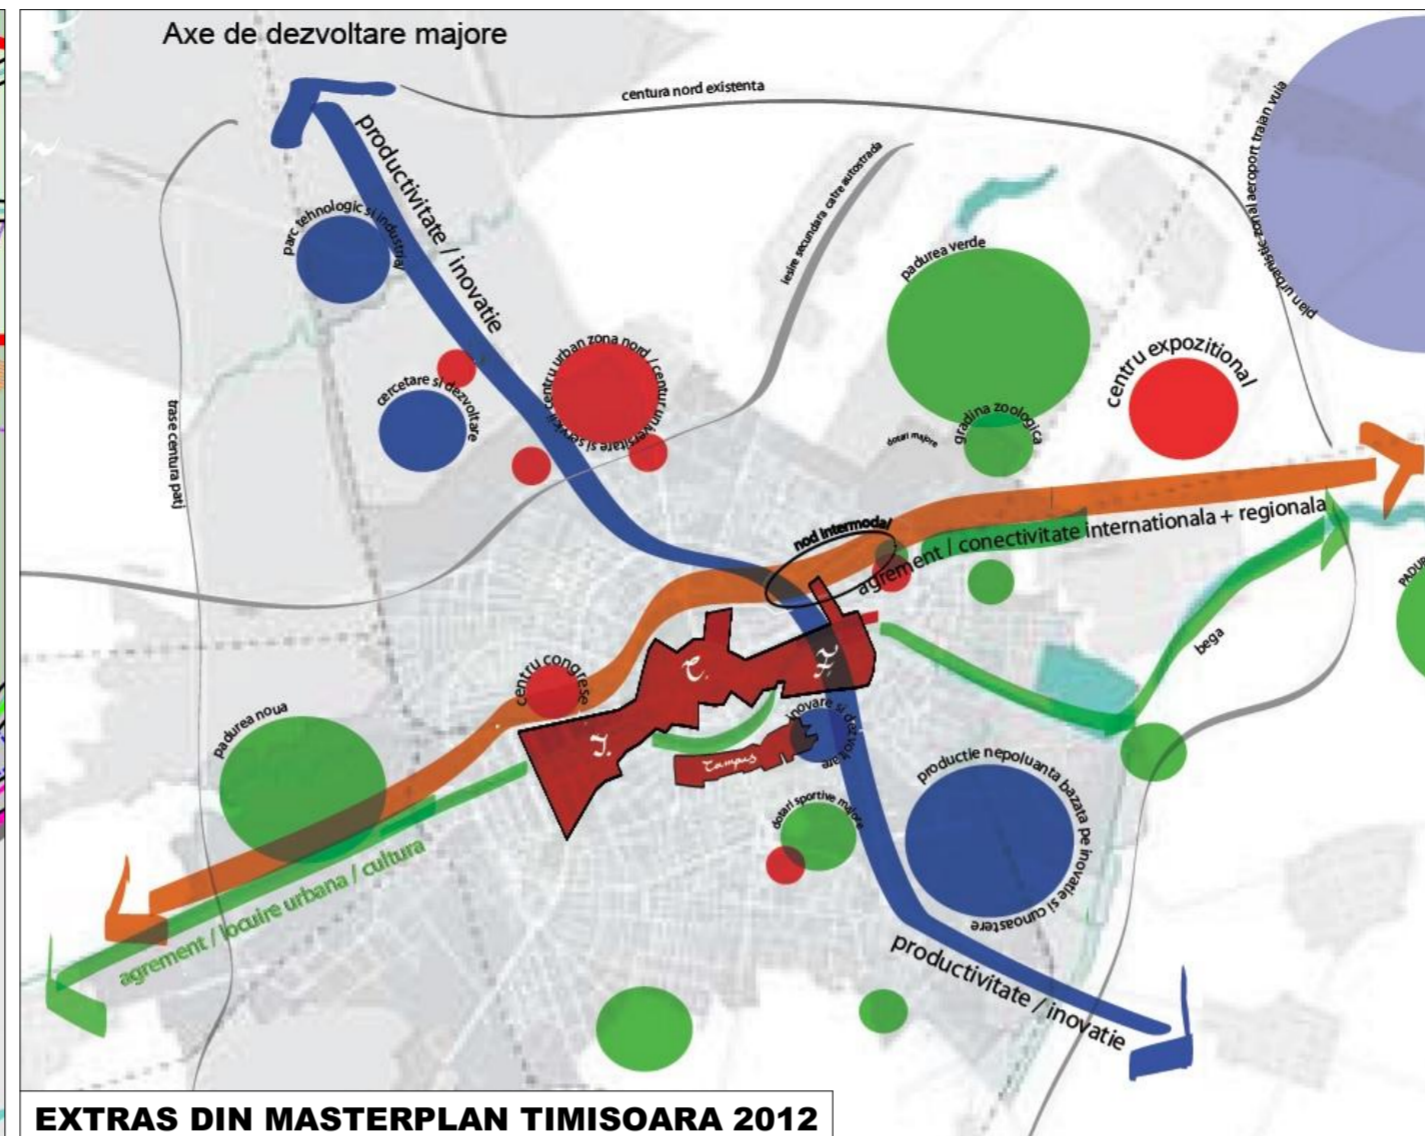 Axe de dezvoltare majore
centura nord existenta
productivitate / inovatie
plan urbanistic zonal aeroport traian vuia
iesire secundara catre autostrada
parc tehnologic si industrial
padurea verde
centru urban zona nord / centur universitate si servicii
centru expozitional
cercetare si dezvoltare
gradina zoologica
dotari majore
trase centura patj
nod intermodal
agrement / conectivitate internationala + regionala
bega
centru congrese
C.
I.
Campus
inovare si dezvoltare
padurea noua
productie nepoluanta bazata pe inovatie si cunoastere
dotari sportive majore
agrement / locuire urbana / cultura
productivitate / inovatie
EXTRAS DIN MASTERPLAN TIMISOARA 2012